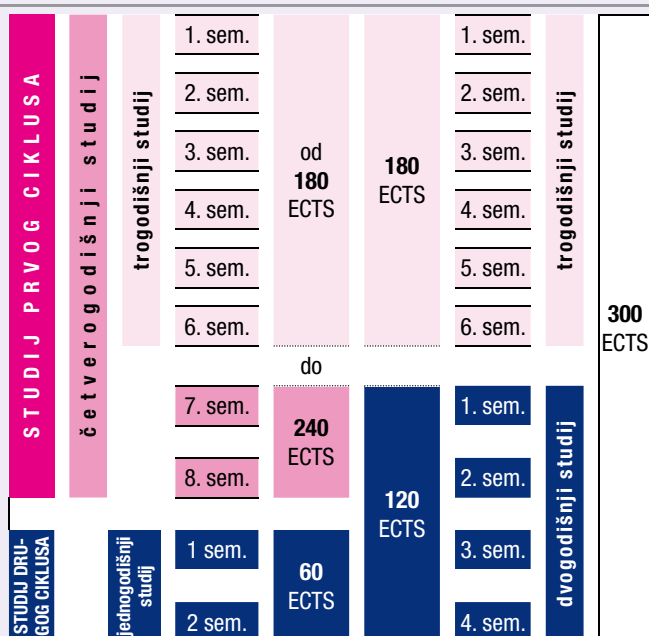 STUDIJ PRVOG CIKLUSA
četverogodišnji studij
trogodišnji studij
1. sem.
2. sem.
3. sem.
4. sem.
5. sem.
6. sem.
7. sem.
8. sem.
od
180
ECTS
do
240
ECTS
180
ECTS
1. sem.
2. sem.
3. sem.
4. sem.
5. sem.
6. sem.
trogodišnji studij
300
ECTS
STUDIJ DRU-
GOG CIKLUSA
jednogodišnji
studij
1 sem.
2 sem.
60
ECTS
120
ECTS
1. sem.
2. sem.
3. sem.
4. sem.
dvogodišnji studij